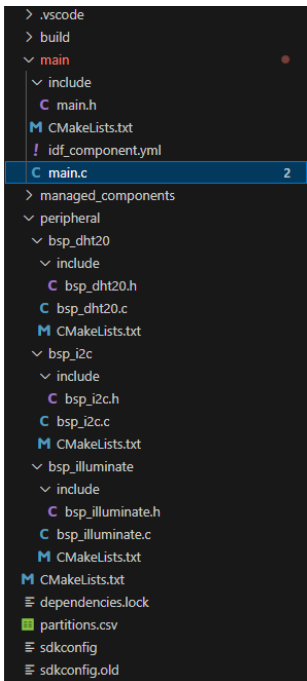 .vscode
build
main
include
C main.h
M CMakeLists.txt
! idf_component.yml
C main.c 2
managed_components
peripheral
bsp_dht20
include
C bsp_dht20.h
C bsp_dht20.c
M CMakeLists.txt
bsp_i2c
include
C bsp_i2c.h
C bsp_i2c.c
M CMakeLists.txt
bsp_illuminate
include
C bsp_illuminate.h
C bsp_illuminate.c
M CMakeLists.txt
M CMakeLists.txt
dependencies.lock
partitions.csv
sdkconfig
sdkconfig.old